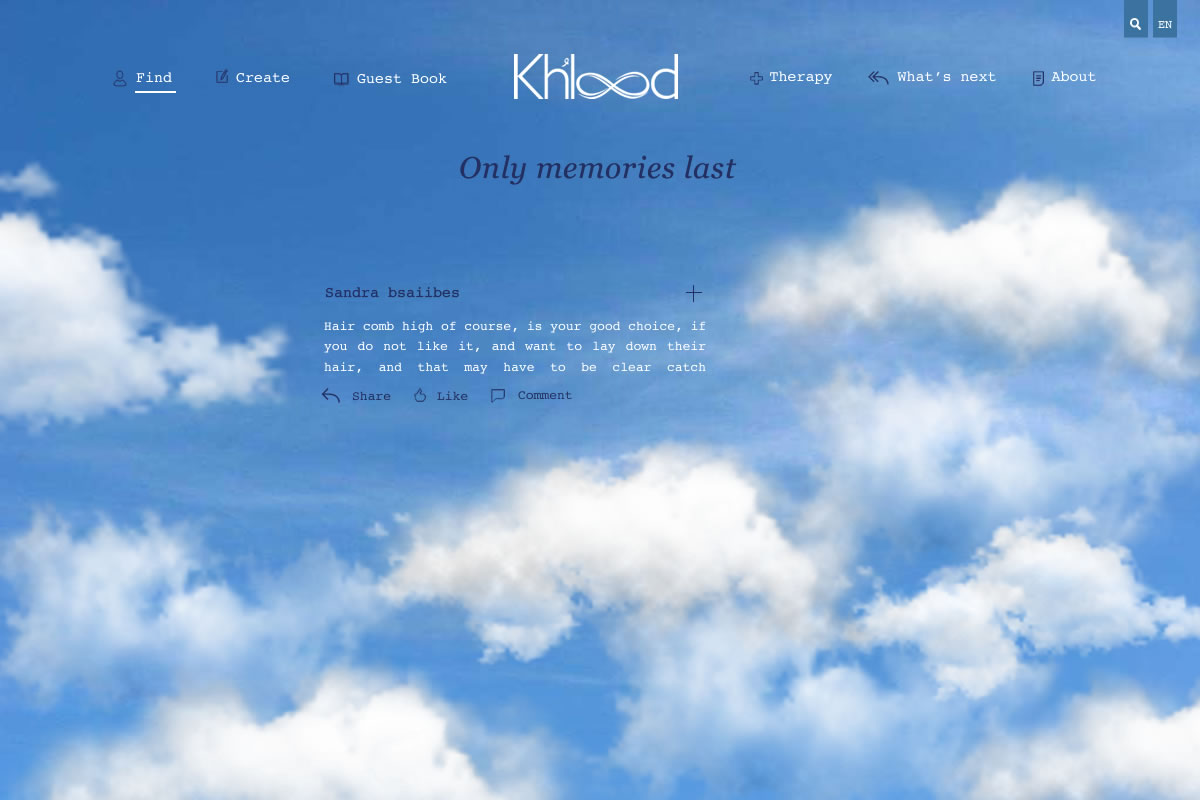 EN
Find
Create
Guest Book
Khlood
Therapy
What's next
About
Only memories last
Sandra bsaiibes
Hair comb high of course, is your good choice, if
you do not like it, and want to lay down their
hair, and that may have to be clear catch
Share
Like
Comment